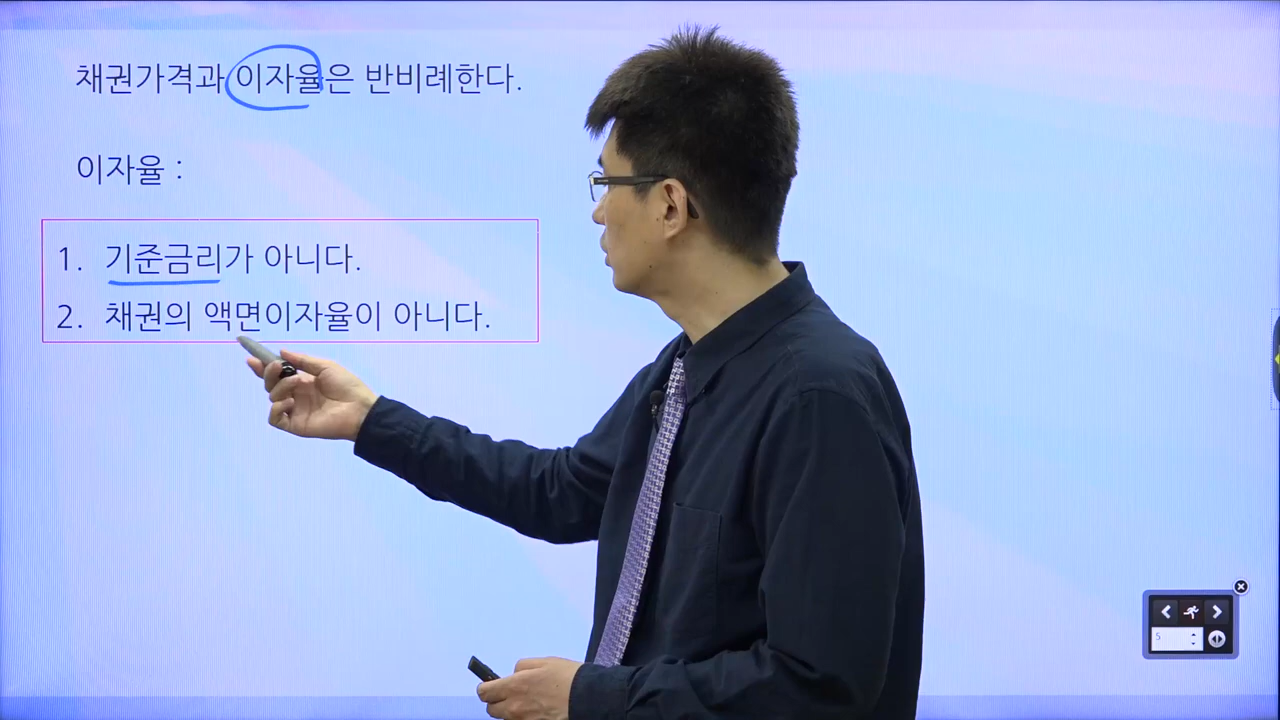 채권가격과 이자율은 반비례한다.
이자율 :
1. 기준금리가 아니다.
2. 채권의 액면이자율이 아니다.
5